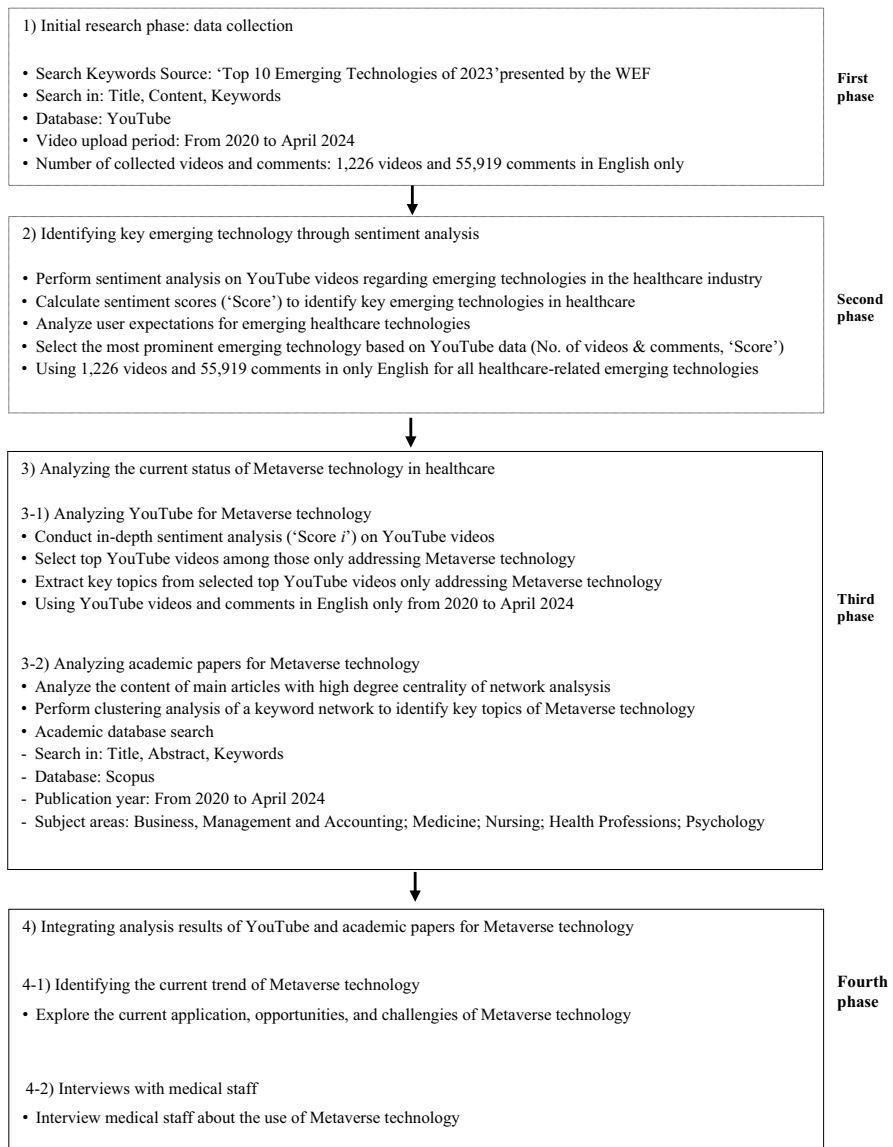 1) Initial research phase: data collection
• Search Keywords Source: ‘Top 10 Emerging Technologies of 2023’presented by the WEF
• Search in: Title, Content, Keywords
• Database: YouTube
• Video upload period: From 2020 to April 2024
• Number of collected videos and comments: 1,226 videos and 55,919 comments in English only
First
phase
2) Identifying key emerging technology through sentiment analysis
• Perform sentiment analysis on YouTube videos regarding emerging technologies in the healthcare industry
• Calculate sentiment scores (‘Score’) to identify key emerging technologies in healthcare
• Analyze user expectations for emerging healthcare technologies
• Select the most prominent emerging technology based on YouTube data (No. of videos & comments, ‘Score’)
• Using 1,226 videos and 55,919 comments in only English for all healthcare-related emerging technologies
Second
phase
3) Analyzing the current status of Metaverse technology in healthcare
3-1) Analyzing YouTube for Metaverse technology
• Conduct in-depth sentiment analysis (‘Score i’) on YouTube videos
• Select top YouTube videos among those only addressing Metaverse technology
• Extract key topics from selected top YouTube videos only addressing Metaverse technology
• Using YouTube videos and comments in English only from 2020 to April 2024
3-2) Analyzing academic papers for Metaverse technology
• Analyze the content of main articles with high degree centrality of network analsysis
• Perform clustering analysis of a keyword network to identify key topics of Metaverse technology
• Academic database search
- Search in: Title, Abstract, Keywords
- Database: Scopus
- Publication year: From 2020 to April 2024
- Subject areas: Business, Management and Accounting; Medicine; Nursing; Health Professions; Psychology
Third
phase
4) Integrating analysis results of YouTube and academic papers for Metaverse technology
4-1) Identifying the current trend of Metaverse technology
• Explore the current application, opportunities, and challengies of Metaverse technology
4-2) Interviews with medical staff
• Interview medical staff about the use of Metaverse technology
Fourth
phase